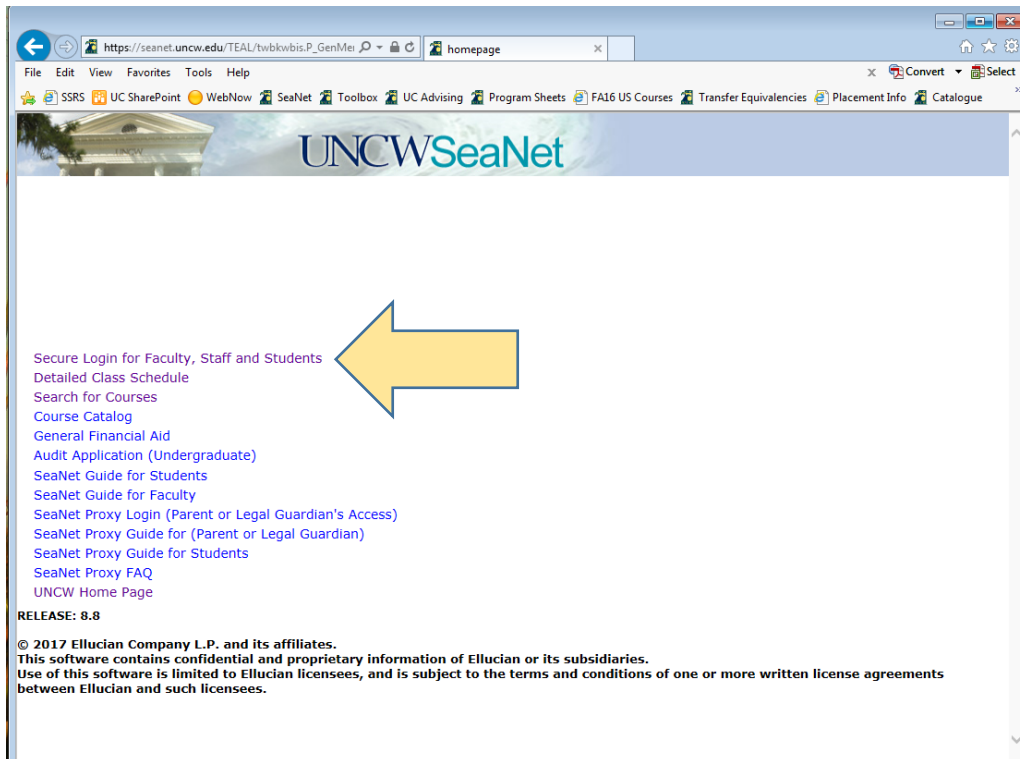 https://seanet.uncw.edu/TEAL/twbkwbis.P_GenMei
homepage
File Edit View Favorites Tools Help
x Convert Select
SSRS UC SharePoint WebNow SeaNet Toolbox UC Advising Program Sheets FA16 US Courses Transfer Equivalencies Placement Info Catalogue
UNCW
UNCWSeaNet
Secure Login for Faculty, Staff and Students
Detailed Class Schedule
Search for Courses
Course Catalog
General Financial Aid
Audit Application (Undergraduate)
SeaNet Guide for Students
SeaNet Guide for Faculty
SeaNet Proxy Login (Parent or Legal Guardian's Access)
SeaNet Proxy Guide for (Parent or Legal Guardian)
SeaNet Proxy Guide for Students
SeaNet Proxy FAQ
UNCW Home Page
RELEASE: 8.8
© 2017 Ellucian Company L.P. and its affiliates.
This software contains confidential and proprietary information of Ellucian or its subsidiaries.
Use of this software is limited to Ellucian licensees, and is subject to the terms and conditions of one or more written license agreements
between Ellucian and such licensees.